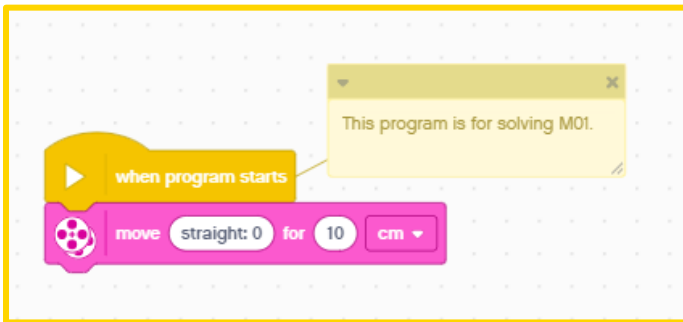 This program is for solving M01.
when program starts
move straight: 0 for 10 cm